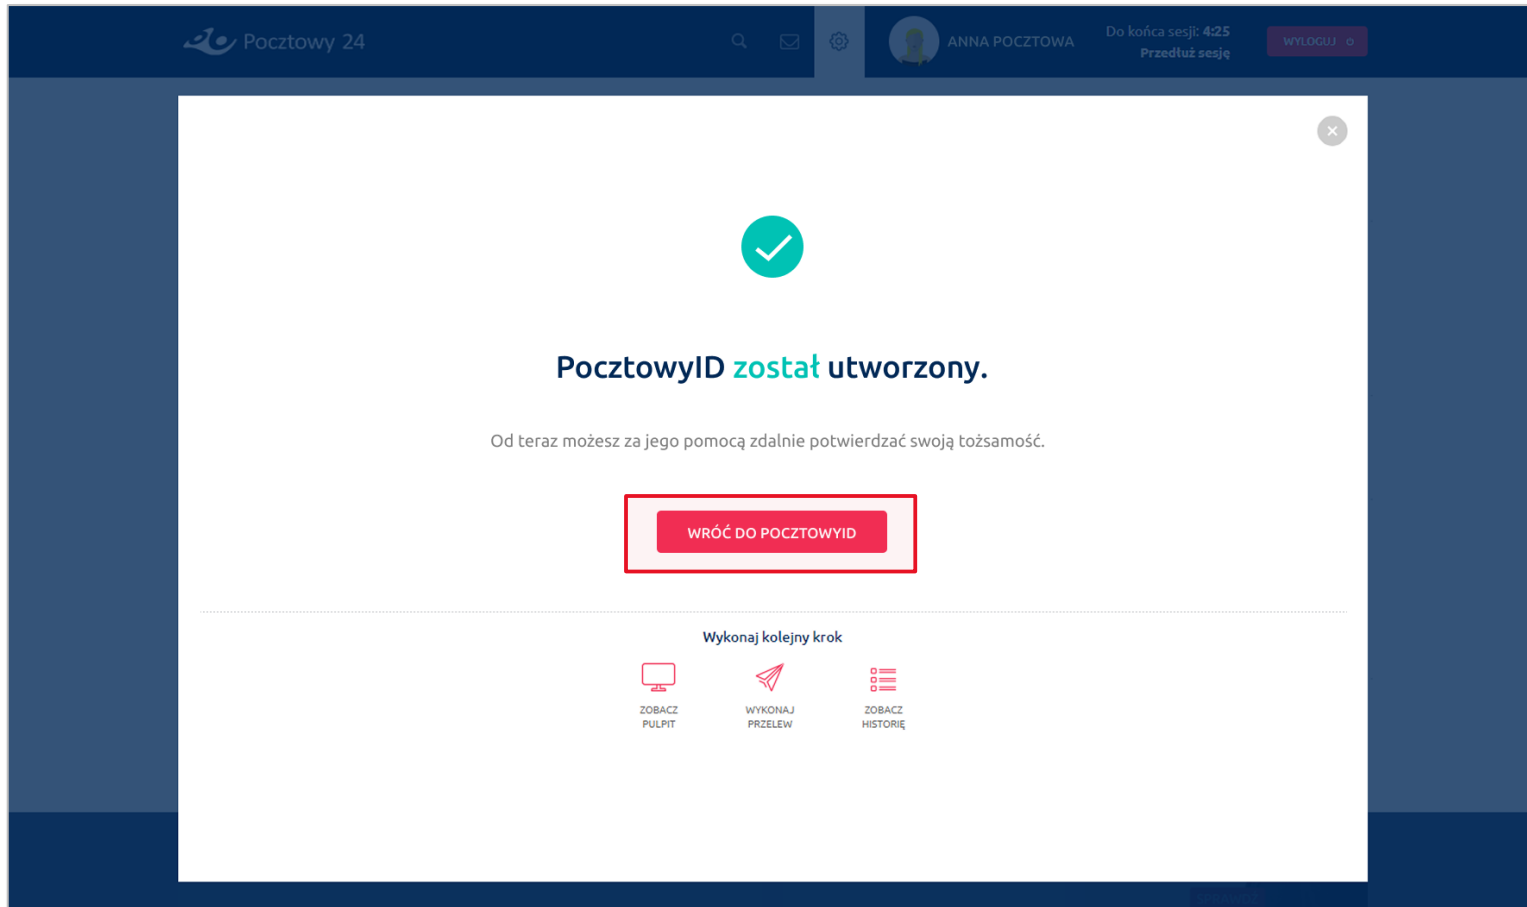 Pocztowy 24
ANNA POCZTOWA
Do końca sesji: 4:25
Przedłuż sesję
WYLOGUJ
PocztowyID został utworzony.
Od teraz możesz za jego pomocą zdalnie potwierdzać swoją tożsamość.
WRÓĆ DO POCZTOWYID
Wykonaj kolejny krok
ZOBACZ
PULPIT
WYKONAJ
PRZELEW
ZOBACZ
HISTORIĘ